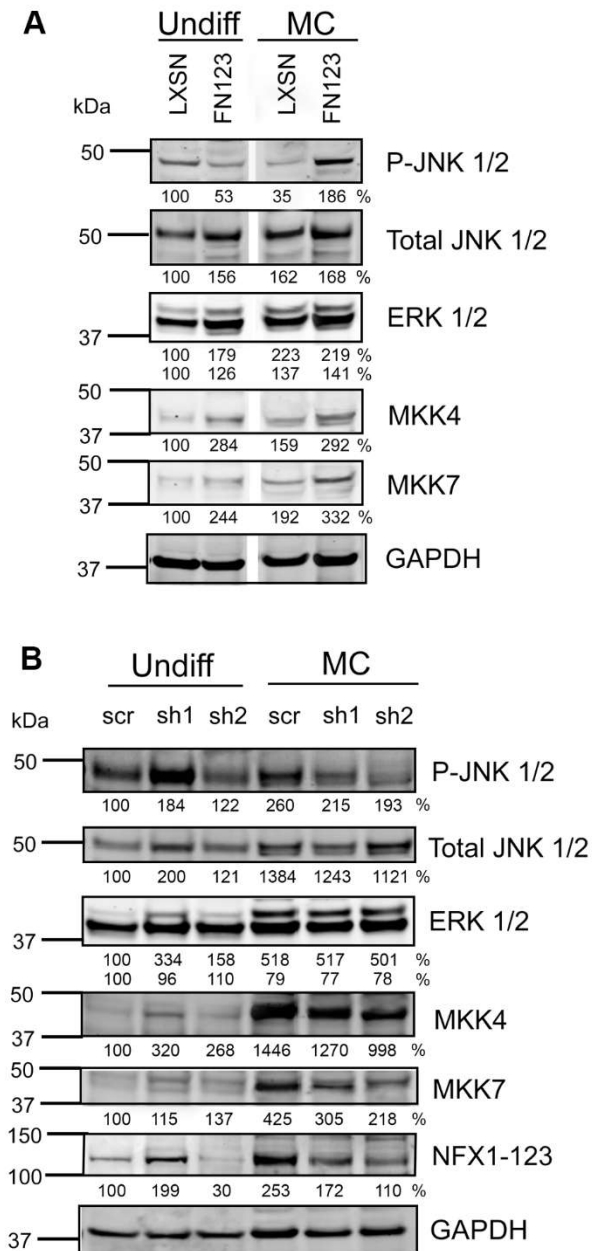 A
Undiff MC
LXSN FN123 LXSN FN123
kDa
50
P-JNK 1/2
100 53 35 186 %
50
Total JNK 1/2
100 156 162 168 %
ERK 1/2
37
100 179 223 219 %
100 126 137 141 %
50
MKK4
37
100 284 159 292 %
50
MKK7
37
100 244 192 332 %
GAPDH
37
B
Undiff MC
kDa
scr sh1 sh2 scr sh1 sh2
50
P-JNK 1/2
100 184 122 260 215 193 %
50
Total JNK 1/2
100 200 121 1384 1243 1121 %
ERK 1/2
37
100 334 158 518 517 501 %
100 96 110 79 77 78 %
50
MKK4
37
100 320 268 1446 1270 998 %
50
MKK7
37
100 115 137 425 305 218 %
150
NFX1-123
100
100 199 30 253 172 110 %
GAPDH
37